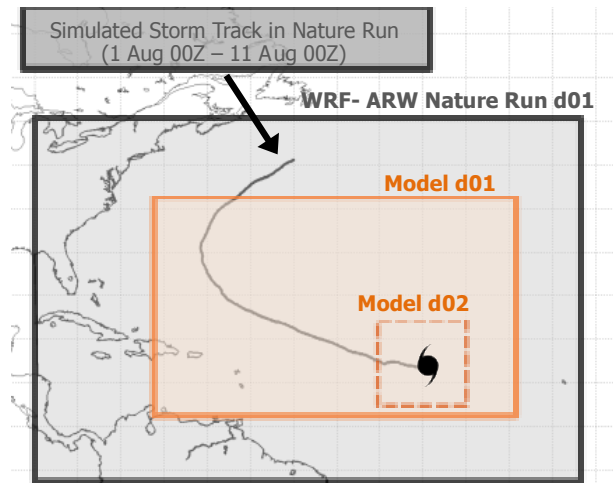 Simulated Storm Track in Nature Run
(1 Aug 00Z – 11 Aug 00Z)
WRF- ARW Nature Run d01
Model d01
Model d02